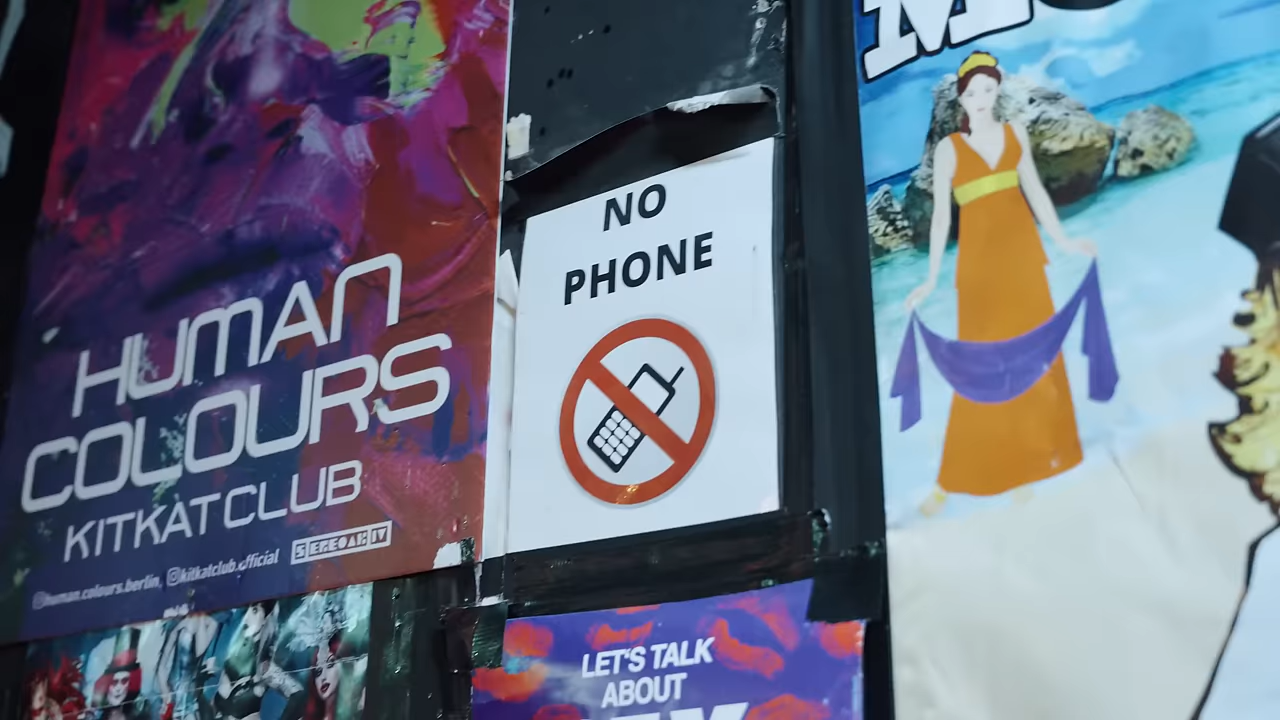 HUMAN
COLOURS
KITKATCLUB
@human.colours.berlin, @kitkatclub.official
NO
PHONE
LET'S TALK
ABOUT